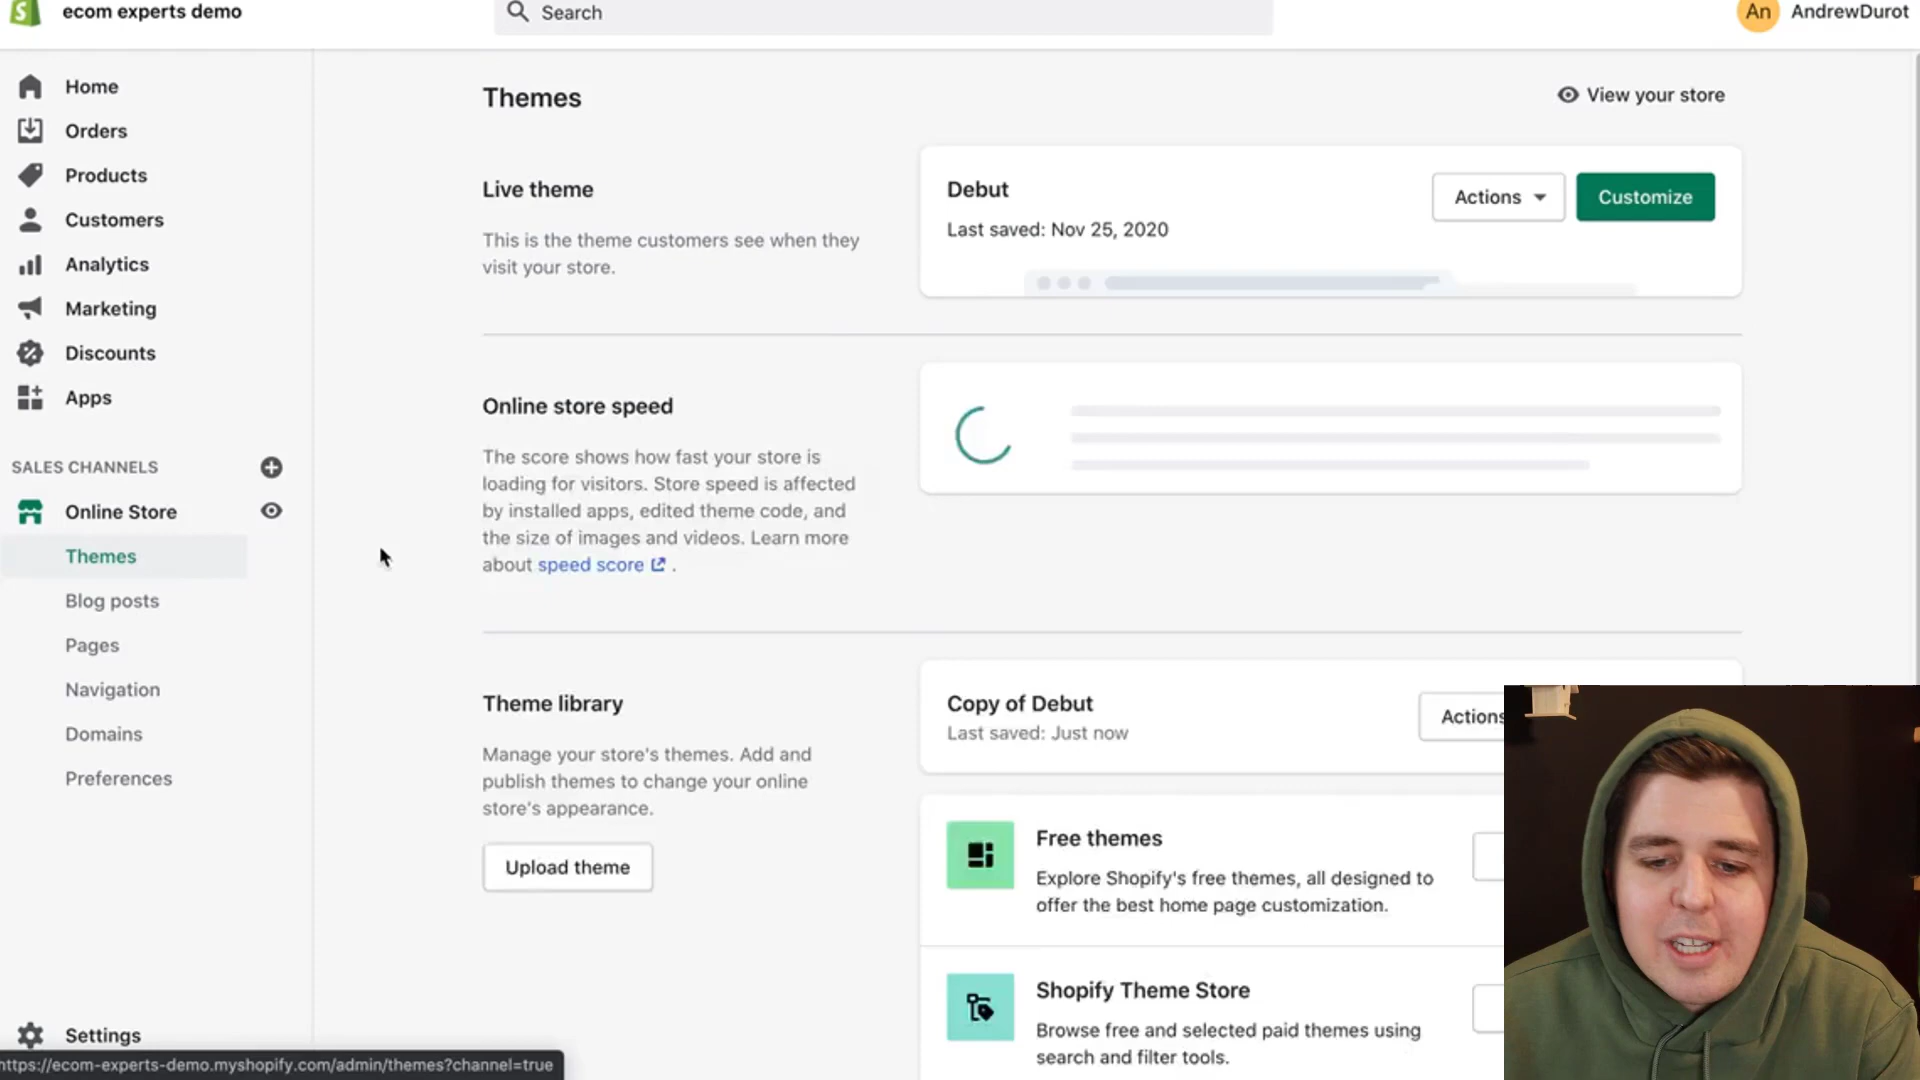 ecom experts demo
Search
An
AndrewDurot
Home
Orders
Products
Customers
Analytics
Marketing
Discounts
Apps
SALES CHANNELS
Online Store
Themes
Blog posts
Pages
Navigation
Domains
Preferences
Settings
https://ecom-experts-demo.myshopify.com/admin/themes?channel=true
Themes
View your store
Live theme
This is the theme customers see when they
visit your store.
Debut
Last saved: Nov 25, 2020
Actions
Customize
Online store speed
The score shows how fast your store is
loading for visitors. Store speed is affected
by installed apps, edited theme code, and
the size of images and videos. Learn more
about speed score .
Theme library
Manage your store's themes. Add and
publish themes to change your online
store's appearance.
Upload theme
Copy of Debut
Last saved: Just now
Actions
Free themes
Explore Shopify's free themes, all designed to
offer the best home page customization.
Shopify Theme Store
Browse free and selected paid themes using
search and filter tools.